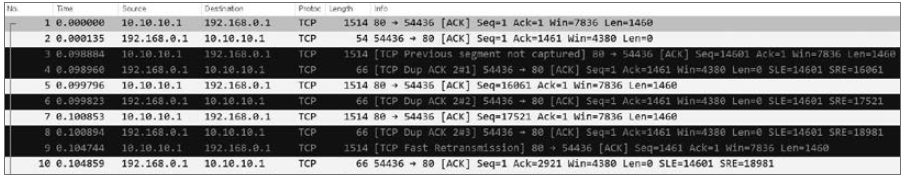 No. Time Source Destination Protoc Length Info
1 0.000000 10.10.10.1 192.168.0.1 TCP 1514 80 → 54436 [ACK] Seq=1 Ack=1 Win=7836 Len=1460
2 0.000135 192.168.0.1 10.10.10.1 TCP 54 54436 → 80 [ACK] Seq=1 Ack=1461 Win=4380 Len=0
3 0.098884 10.10.10.1 192.168.0.1 TCP 1514 [TCP Previous segment not captured] 80 → 54436 [ACK] Seq=14601 Ack=1 Win=7836 Len=1460
4 0.098960 192.168.0.1 10.10.10.1 TCP 66 [TCP Dup ACK 2#1] 54436 → 80 [ACK] Seq=1 Ack=1461 Win=4380 Len=0 SLE=14601 SRE=16061
5 0.099796 10.10.10.1 192.168.0.1 TCP 1514 80 → 54436 [ACK] Seq=16061 Ack=1 Win=7836 Len=1460
6 0.099823 192.168.0.1 10.10.10.1 TCP 66 [TCP Dup ACK 2#2] 54436 → 80 [ACK] Seq=1 Ack=1461 Win=4380 Len=0 SLE=14601 SRE=17521
7 0.100853 10.10.10.1 192.168.0.1 TCP 1514 80 → 54436 [ACK] Seq=17521 Ack=1 Win=7836 Len=1460
8 0.100894 192.168.0.1 10.10.10.1 TCP 66 [TCP Dup ACK 2#3] 54436 → 80 [ACK] Seq=1 Ack=1461 Win=4380 Len=0 SLE=14601 SRE=18981
9 0.104744 10.10.10.1 192.168.0.1 TCP 1514 [TCP Fast Retransmission] 80 → 54436 [ACK] Seq=1461 Ack=1 Win=7836 Len=1460
10 0.104859 192.168.0.1 10.10.10.1 TCP 66 54436 → 80 [ACK] Seq=1 Ack=2921 Win=4380 Len=0 SLE=14601 SRE=18981